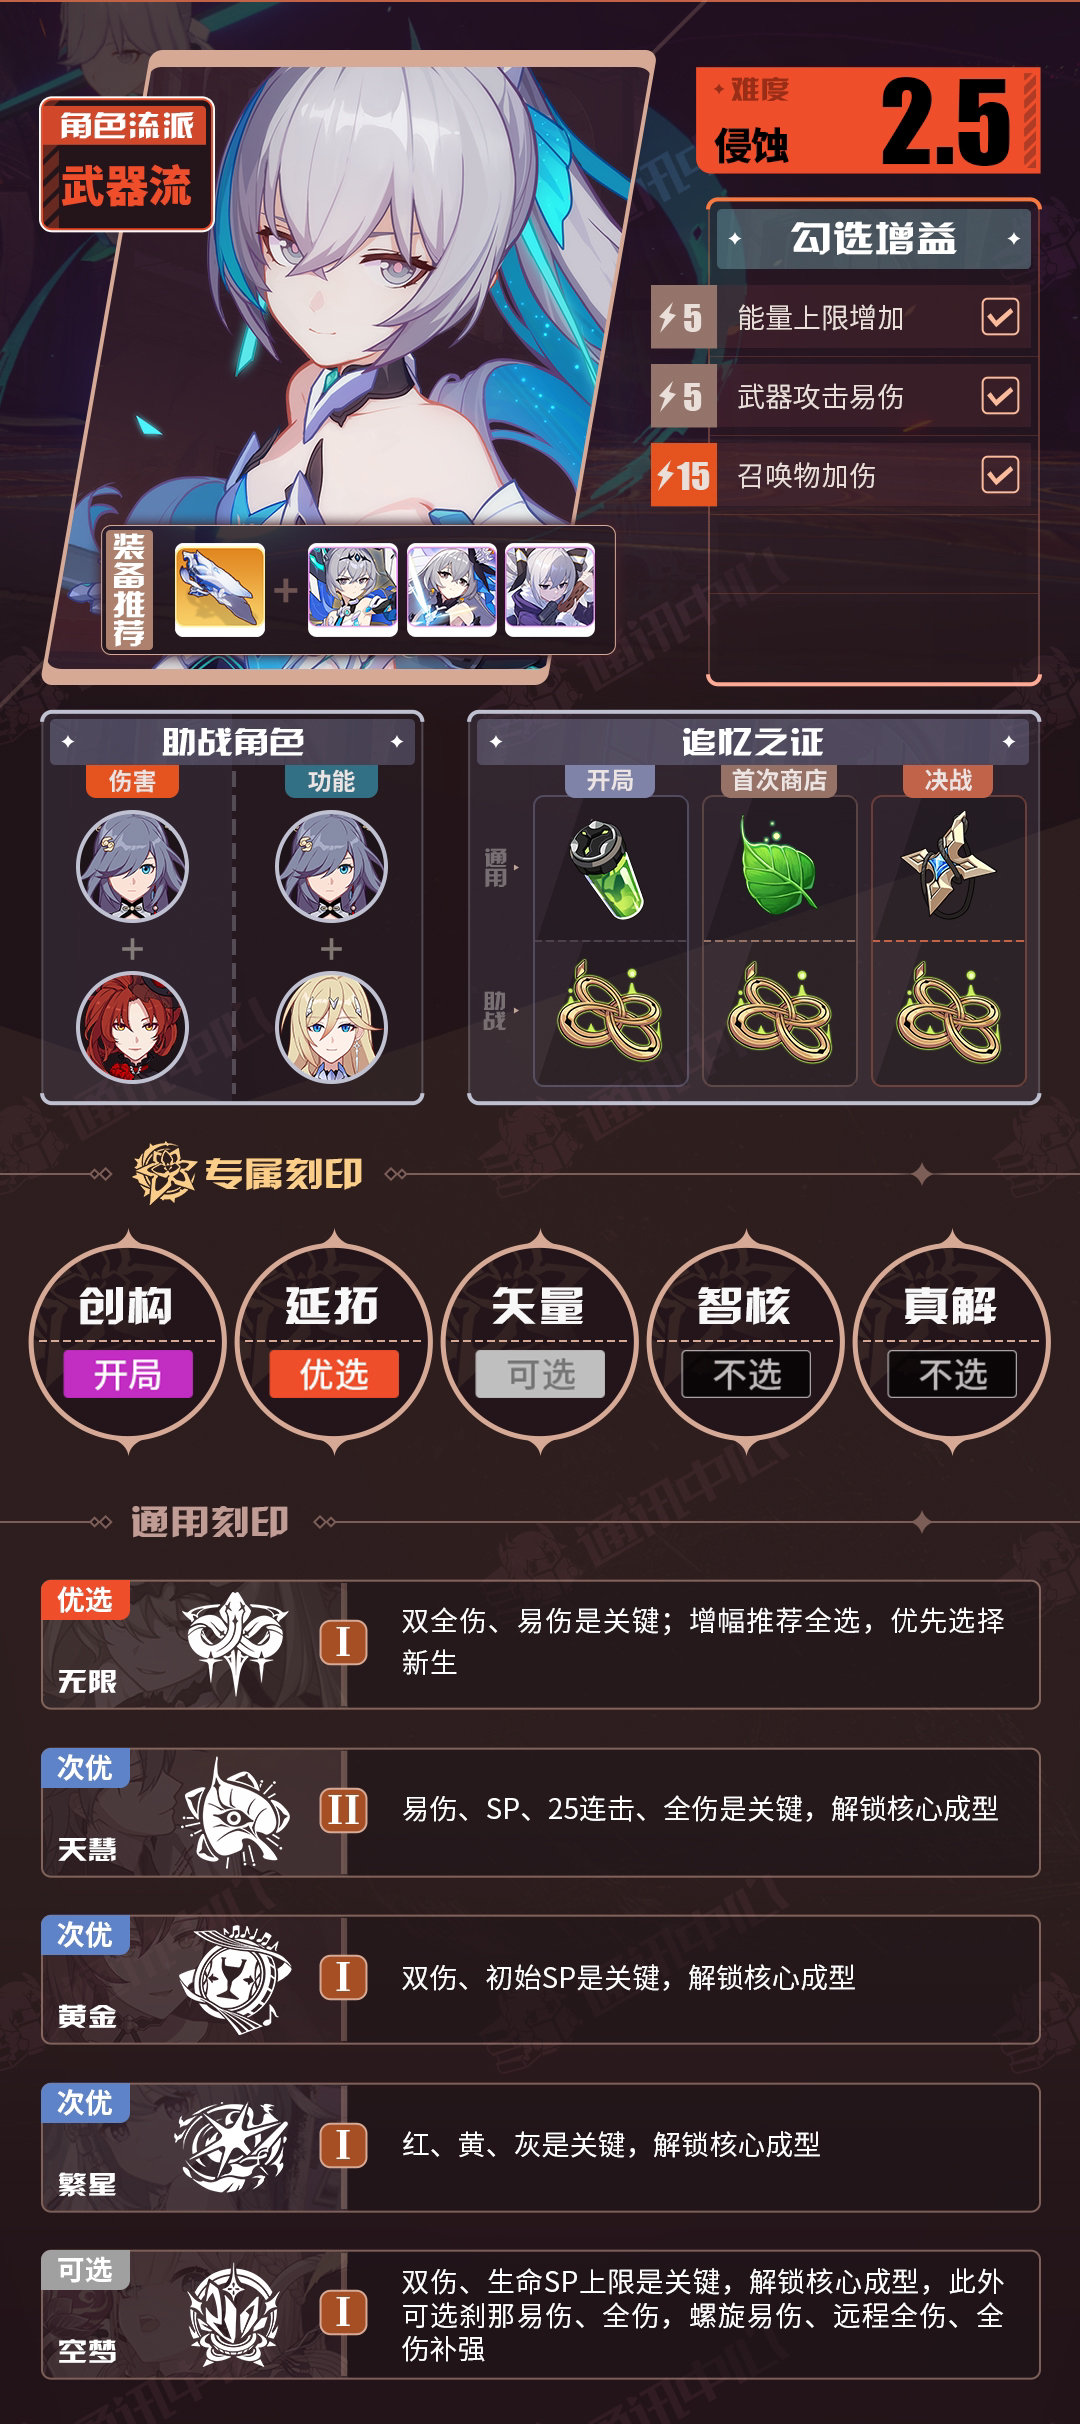 角色流派
武器流
难度
侵蚀
2.5
勾选增益
5 能量上限增加
5 武器攻击易伤
15 召唤物加伤
装备推荐
助战角色
伤害
功能
追忆之证
开局
首次商店
决战
通用
助战
专属刻印
创构
开局
延拓
优选
矢量
可选
智核
不选
真解
不选
通用刻印
优选
无限
I
双全伤、易伤是关键；增幅推荐全选，优先选择
新生
次优
天慧
II
易伤、SP、25连击、全伤是关键，解锁核心成型
次优
黄金
I
双伤、初始SP是关键，解锁核心成型
次优
繁星
I
红、黄、灰是关键，解锁核心成型
可选
空梦
I
双伤、生命SP上限是关键，解锁核心成型，此外
可选刹那易伤、全伤，螺旋易伤、远程全伤、全
伤补强
通讯中心